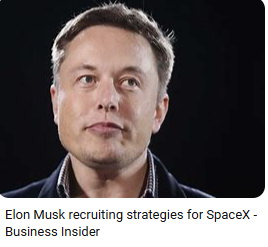 Elon Musk recruiting strategies for SpaceX -
Business Insider